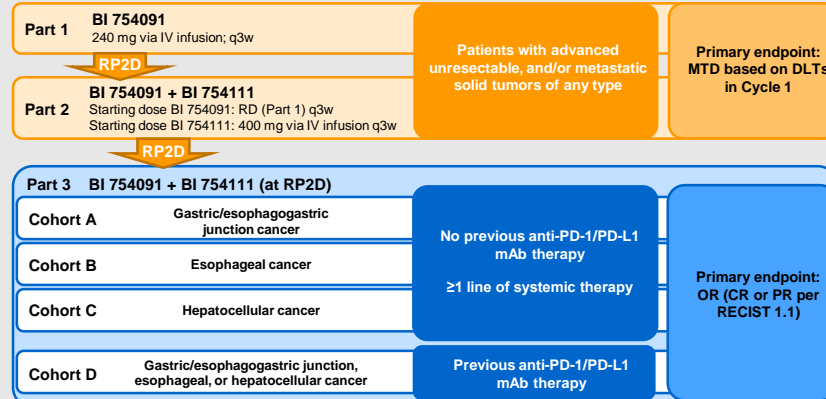 Part 1
BI 754091
240 mg via IV infusion; q3w
RP2D
Part 2
BI 754091 + BI 754111
Starting dose BI 754091: RD (Part 1) q3w
Starting dose BI 754111: 400 mg via IV infusion q3w
Patients with advanced
unresectable, and/or metastatic
solid tumors of any type
Primary endpoint:
MTD based on DLTs
in Cycle 1
RP2D
Part 3 BI 754091 + BI 754111 (at RP2D)
Cohort A
Gastric/esophagogastric
junction cancer
Cohort B
Esophageal cancer
Cohort C
Hepatocellular cancer
No previous anti-PD-1/PD-L1
mAb therapy
≥1 line of systemic therapy
Cohort D
Gastric/esophagogastric junction,
esophageal, or hepatocellular cancer
Previous anti-PD-1/PD-L1
mAb therapy
Primary endpoint:
OR (CR or PR per
RECIST 1.1)